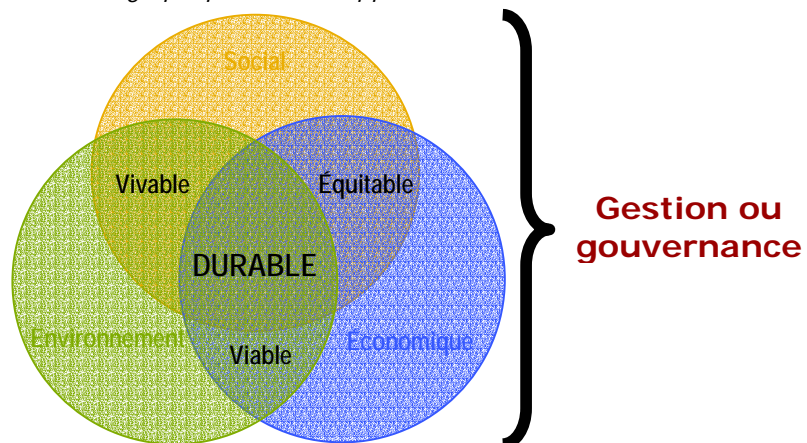 Social
Vivable
Équitable
Gestion ou
gouvernance
DURABLE
Environnement
Économique
Viable